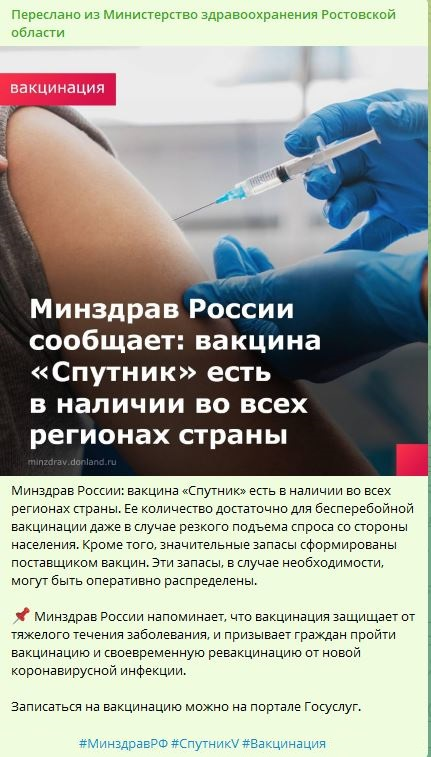 Переслано из Министерство здравоохранения Ростовской
области
вакцинация
Минздрав России
сообщает: вакцина
«Спутник» есть
в наличии во всех
регионах страны
minzdrav.donland.ru
Минздрав России: вакцина «Спутник» есть в наличии во всех
регионах страны. Ее количество достаточно для бесперебойной
вакцинации даже в случае резкого подъема спроса со стороны
населения. Кроме того, значительные запасы сформированы
поставщиком вакцин. Эти запасы, в случае необходимости,
могут быть оперативно распределены.
📌 Минздрав России напоминает, что вакцинация защищает от
тяжелого течения заболевания, и призывает граждан пройти
вакцинацию и своевременную ревакцинацию от новой
коронавирусной инфекции.
Записаться на вакцинацию можно на портале Госуслуг.
#МинздравРФ #СпутникV #Вакцинация